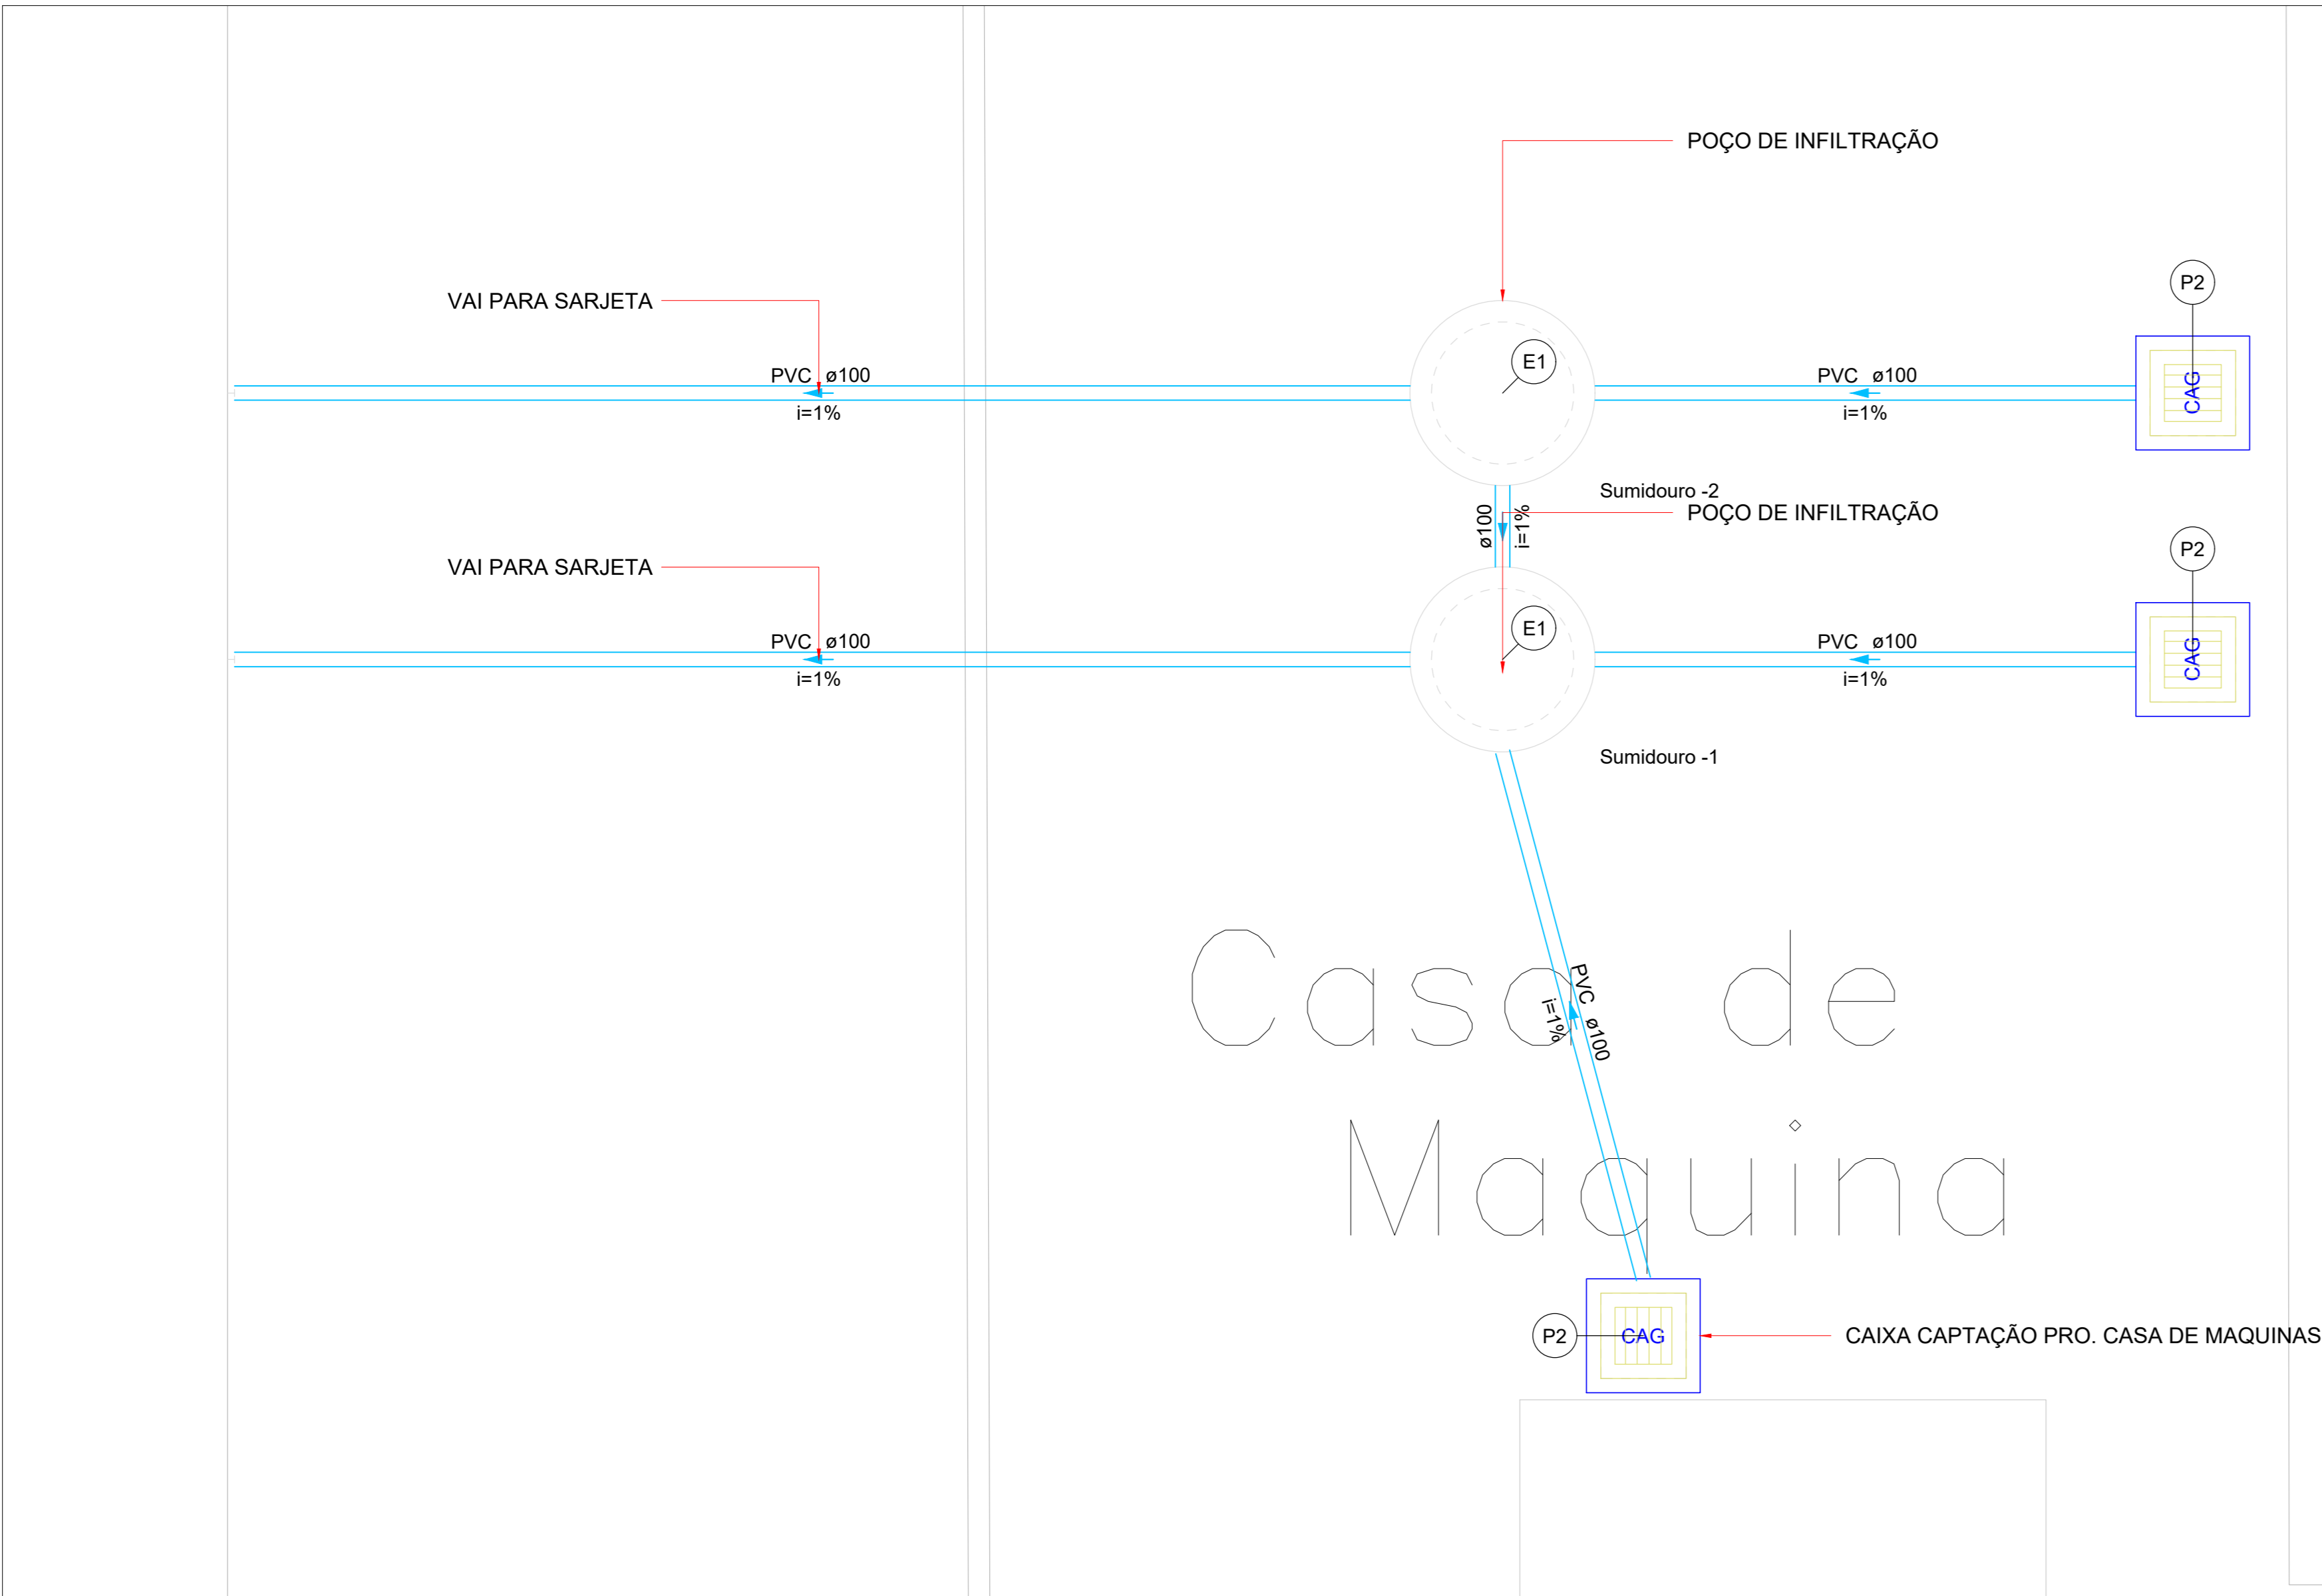 POÇO DE INFILTRAÇÃO
P2
VAI PARA SARJETA
E1
PVC ø100
PVC ø100
CAG
i=1%
i=1%
Sumidouro -2
ø100
i=1%
POÇO DE INFILTRAÇÃO
P2
VAI PARA SARJETA
E1
PVC ø100
PVC ø100
CAG
i=1%
i=1%
Sumidouro -1
Casa de
PVC ø100
i=1%
Maquina
P2
CAG
CAIXA CAPTAÇÃO PRO. CASA DE MAQUINAS